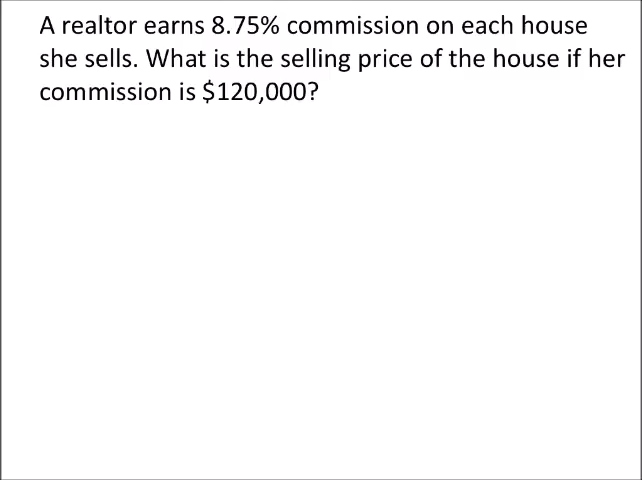 A realtor earns 8.75% commission on each house
she sells. What is the selling price of the house if her
commission is $120,000?